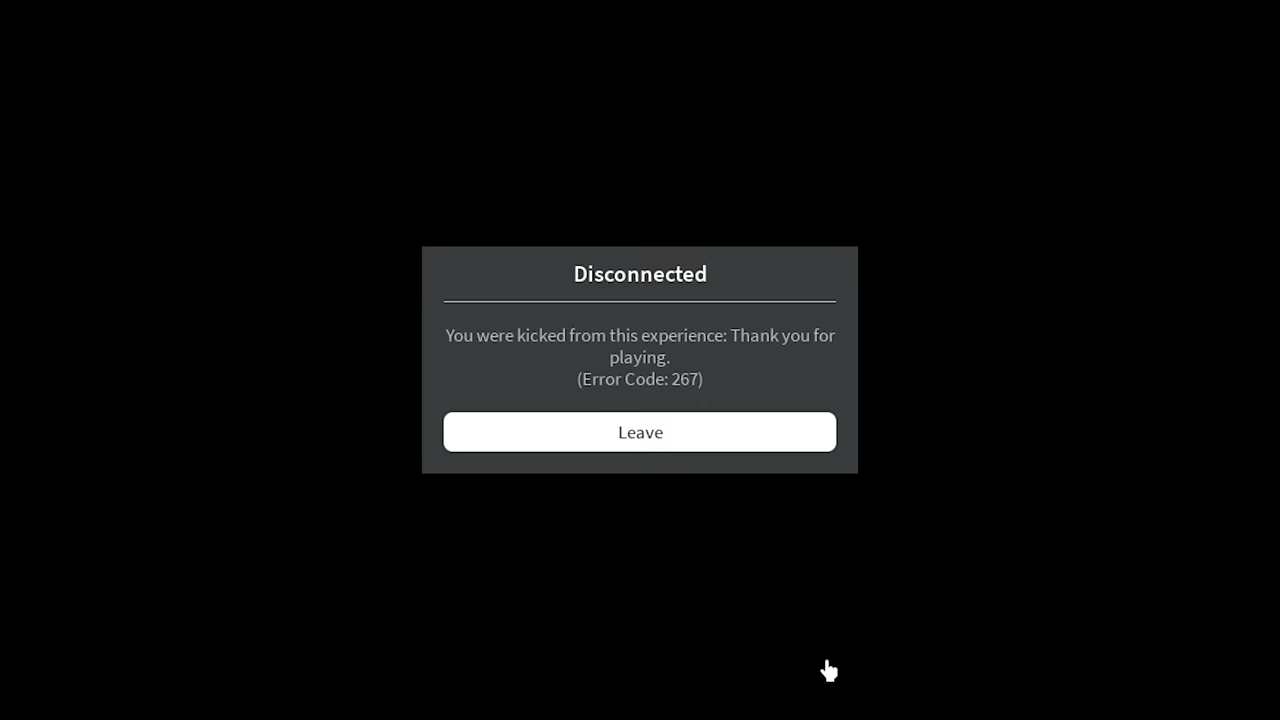 Disconnected
You were kicked from this experience: Thank you for
playing.
(Error Code: 267)
Leave